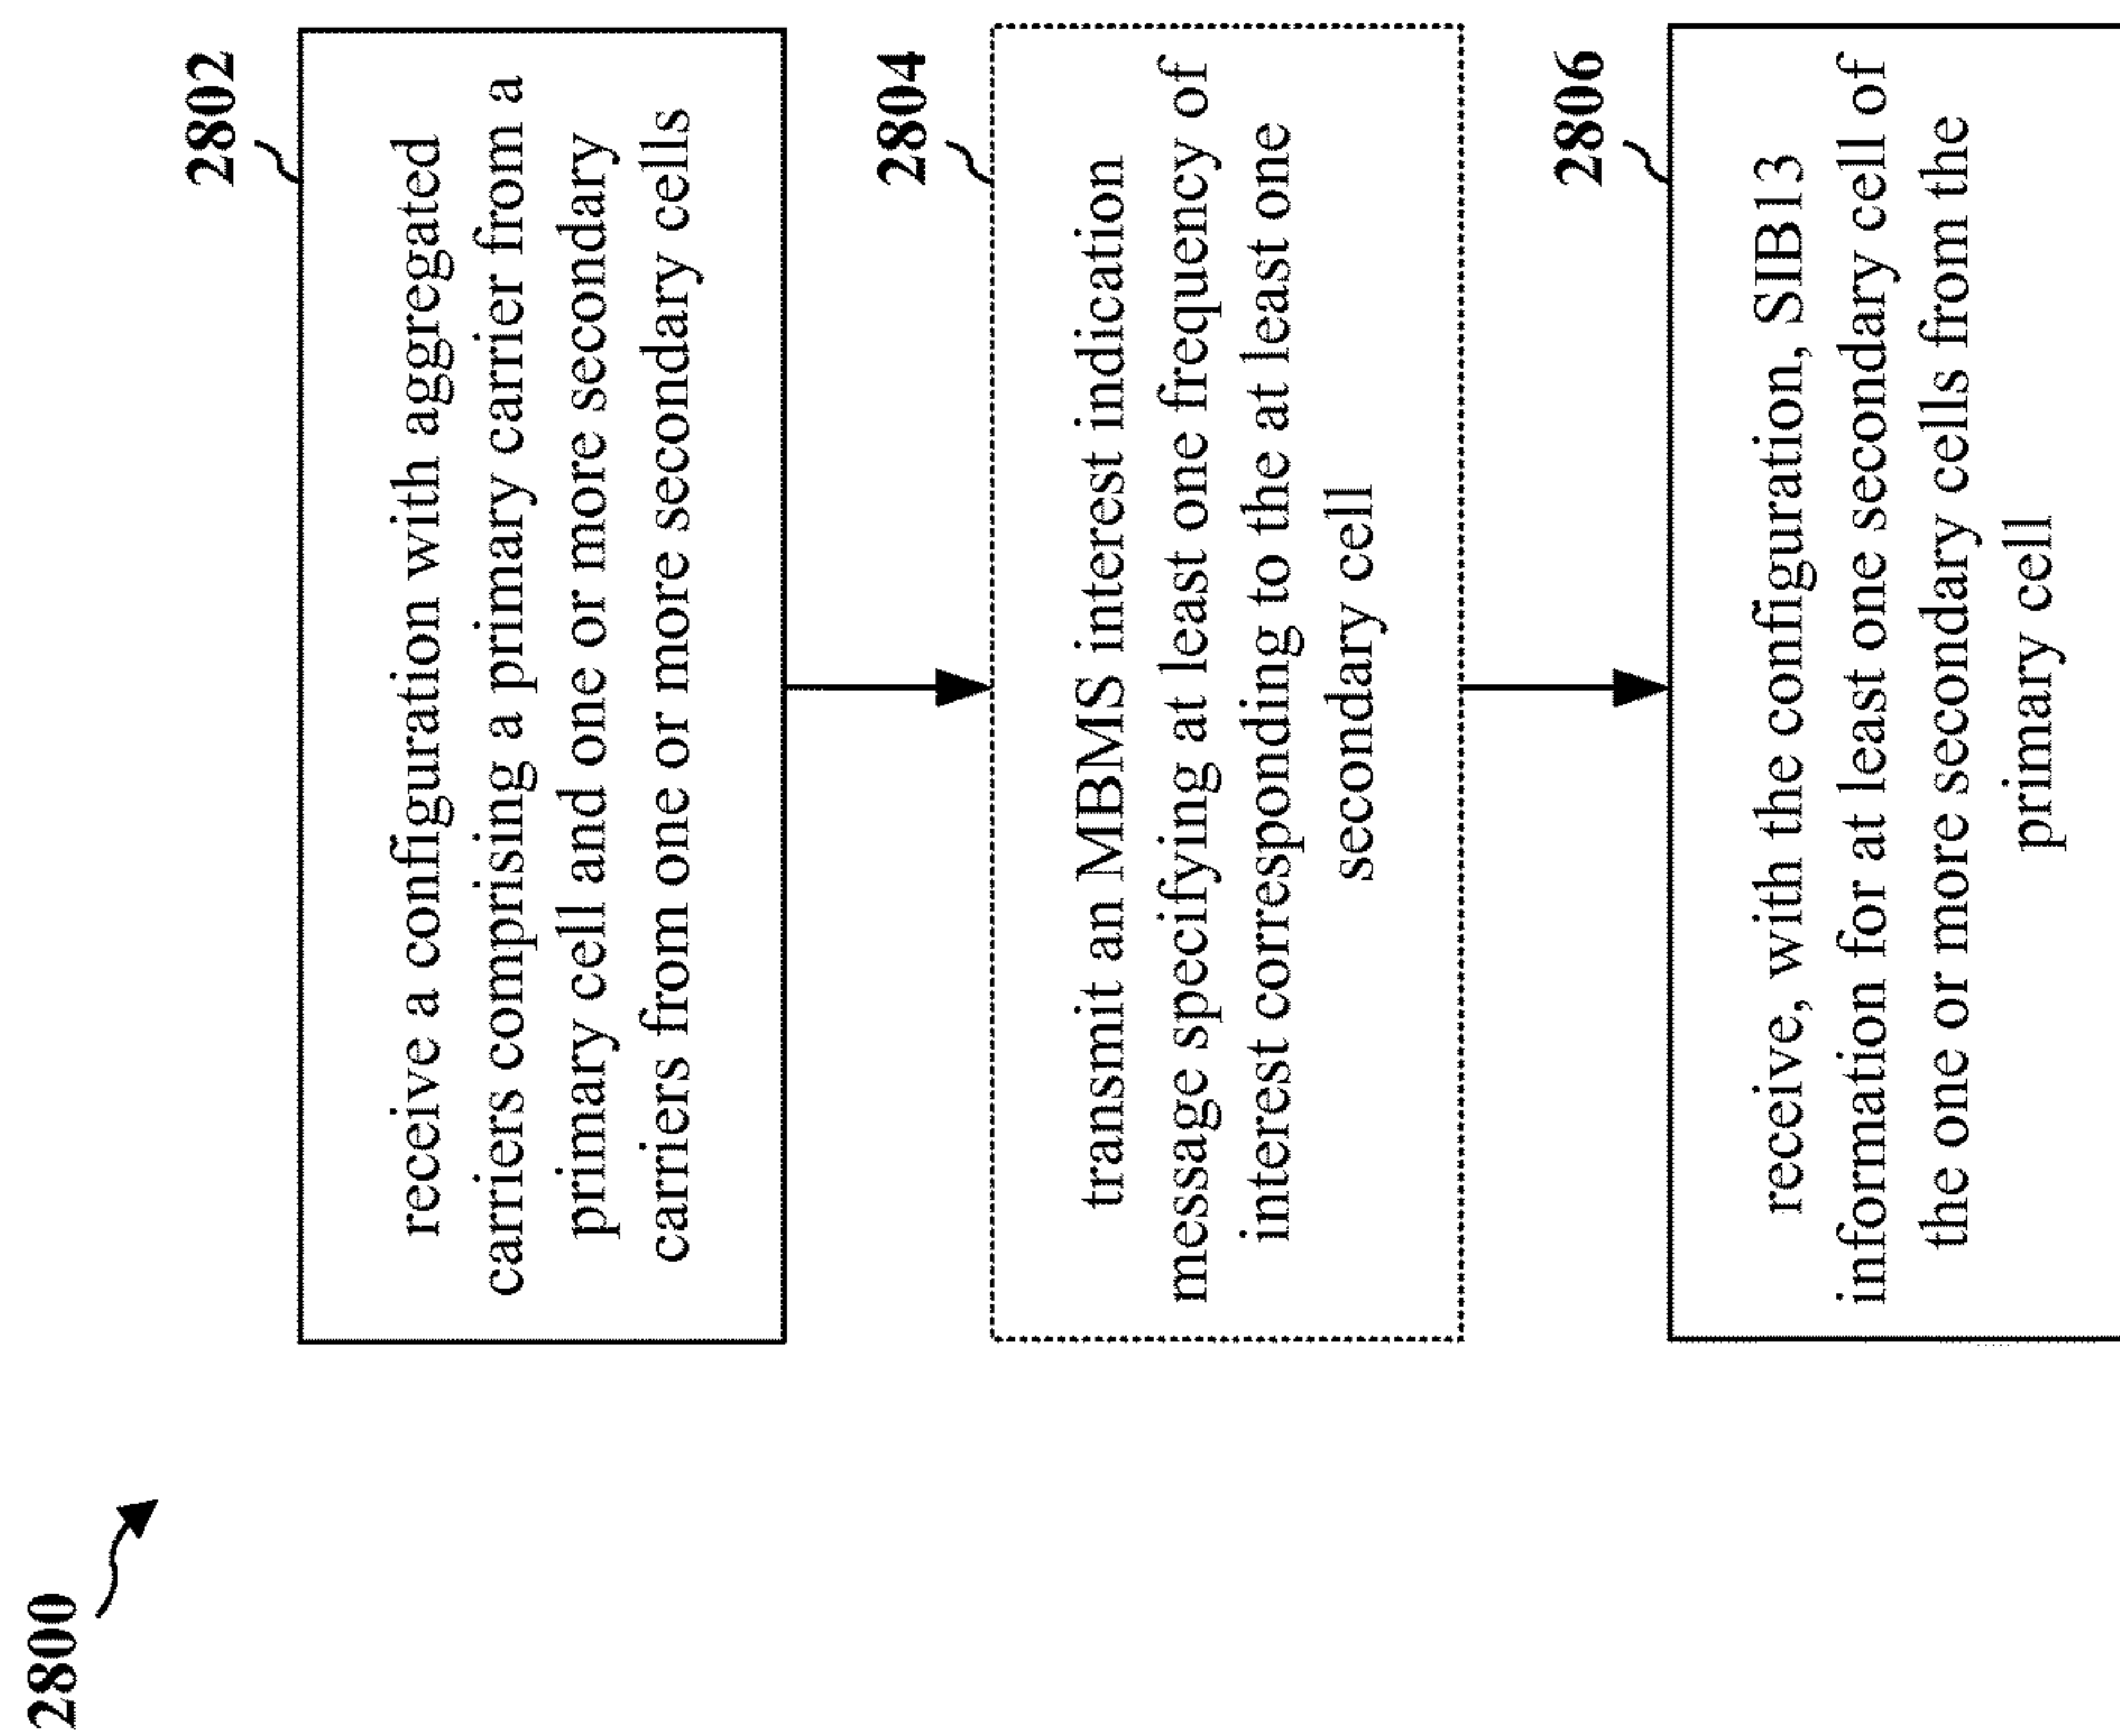 2800
2802
receive a configuration with aggregated
carriers comprising a primary carrier from a
primary cell and one or more secondary
carriers from one or more secondary cells
2804
transmit an MBMS interest indication
message specifying at least one frequency of
interest corresponding to the at least one
secondary cell
2806
receive, with the configuration, SIB13
information for at least one secondary cell of
the one or more secondary cells from the
primary cell